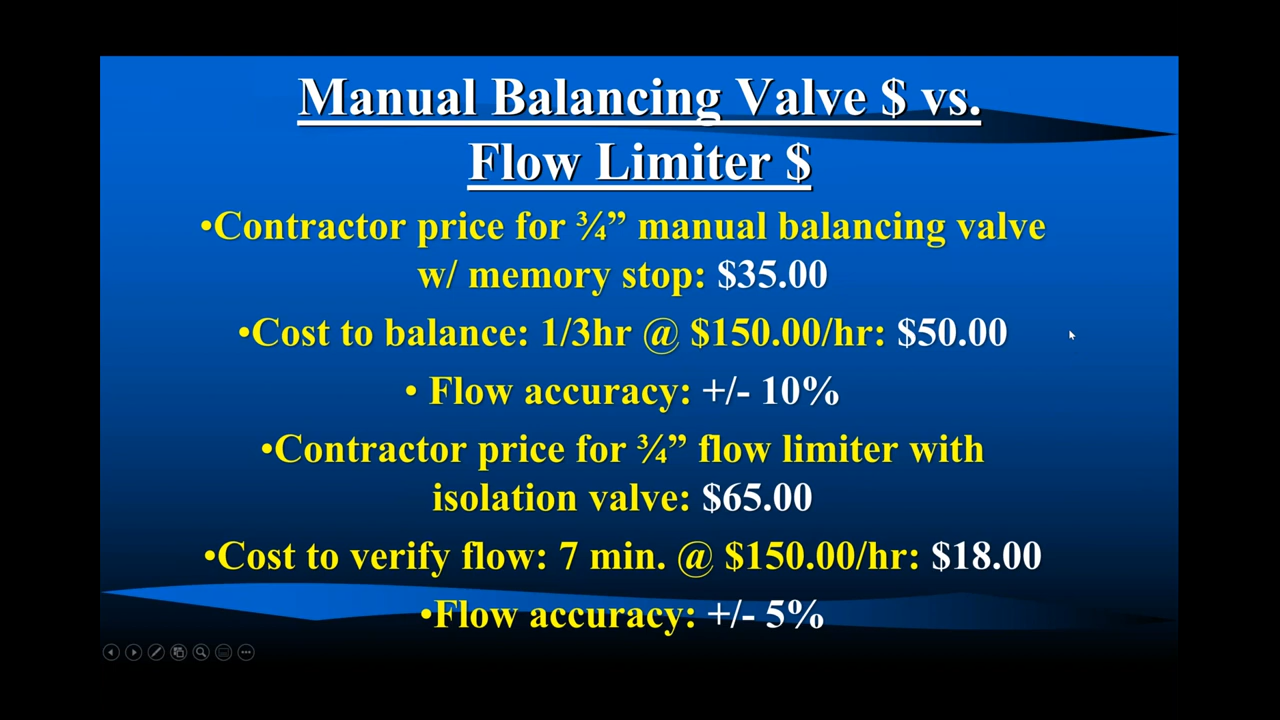 Manual Balancing Valve $ vs.
Flow Limiter $
•Contractor price for ¾” manual balancing valve
w/ memory stop: $35.00
•Cost to balance: 1/3hr @ $150.00/hr: $50.00
• Flow accuracy: +/- 10%
•Contractor price for ¾” flow limiter with
isolation valve: $65.00
•Cost to verify flow: 7 min. @ $150.00/hr: $18.00
•Flow accuracy: +/- 5%